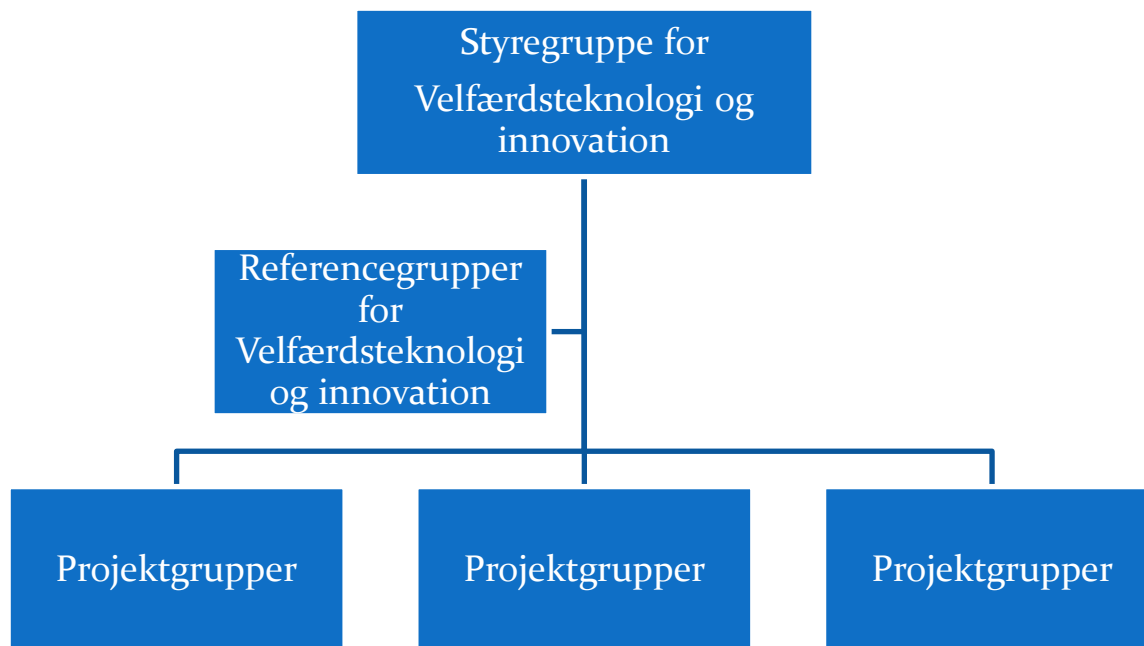 Styregruppe for
Velfærdsteknologi og
innovation
Referencegrupper
for
Velfærdsteknologi
og innovation
Projektgrupper
Projektgrupper
Projektgrupper